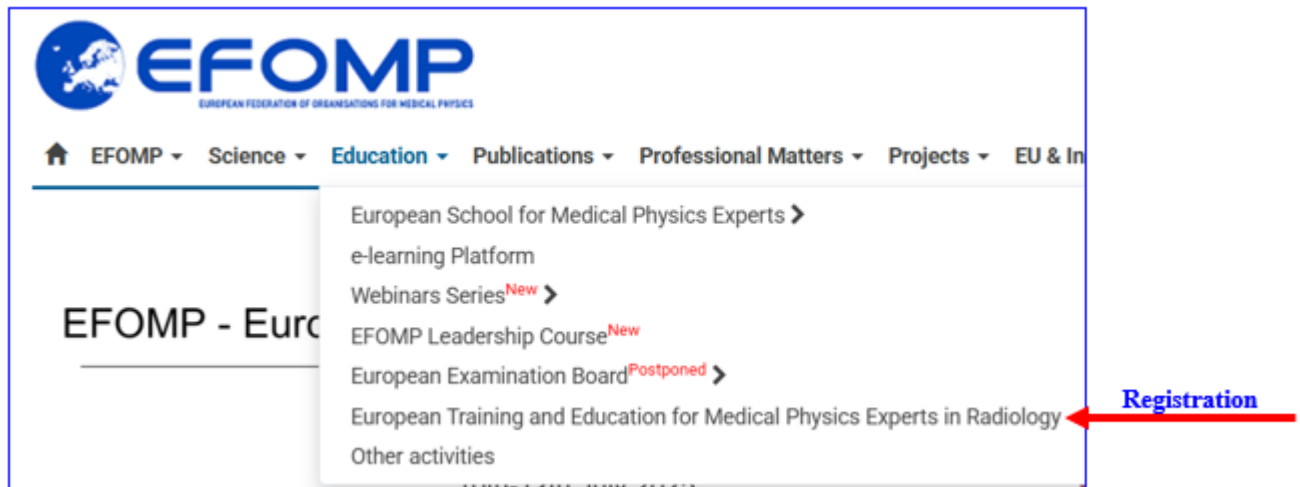 EFOMP
EUROPEAN FEDERATION OF ORGANISATIONS FOR MEDICAL PHYSICS
EFOMP Science Education Publications Professional Matters Projects EU & In
European School for Medical Physics Experts
e-learning Platform
Webinars Series New
EFOMP - Euro
EFOMP Leadership Course New
European Examination Board Postponed
European Training and Education for Medical Physics Experts in Radiology
Registration
Other activities